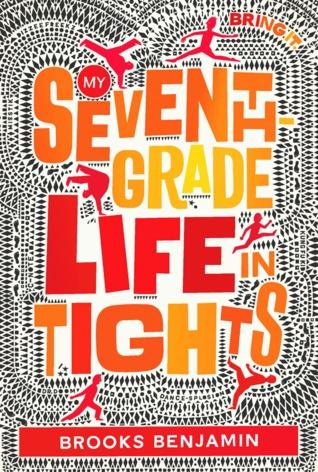 BRING IT
MY
SEVENTH-
GRADE
LIFE
IN
TIGHTS
BROOKS BENJAMIN